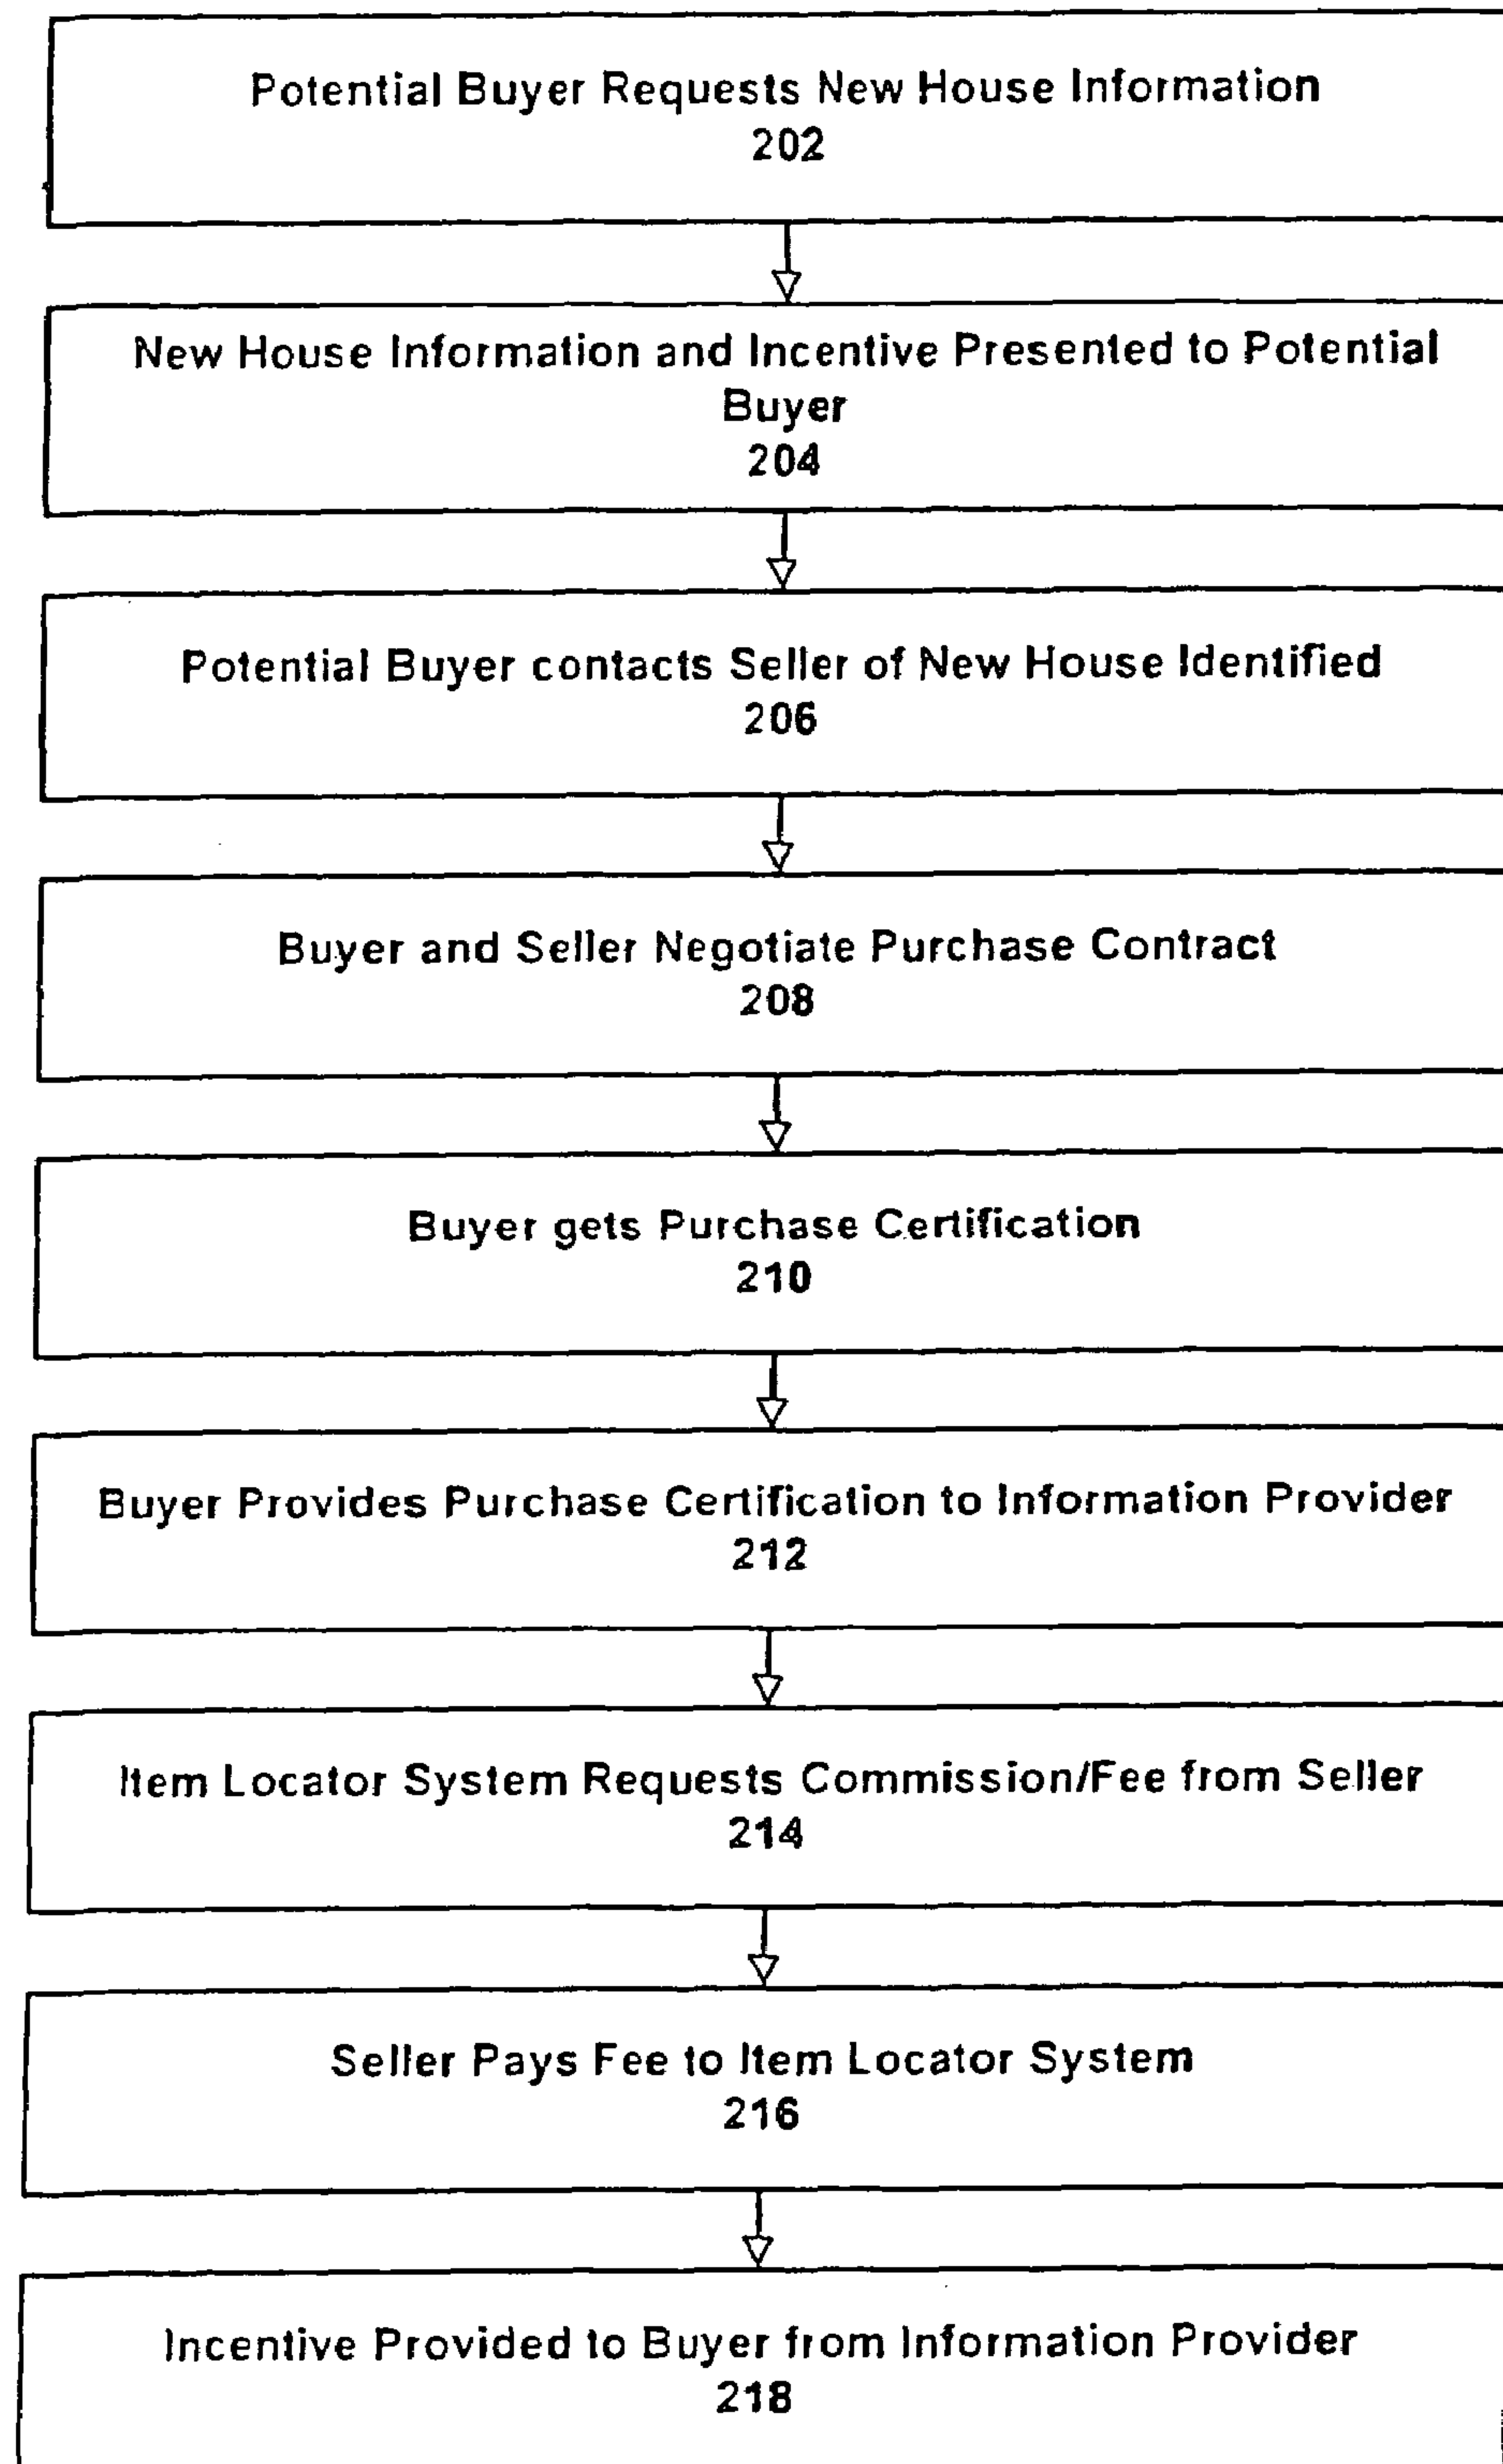 Potential Buyer Requests New House Information
202
New House Information and Incentive Presented to Potential
Buyer
204
Potential Buyer contacts Seller of New House Identified
206
Buyer and Seller Negotiate Purchase Contract
208
Buyer gets Purchase Certification
210
Buyer Provides Purchase Certification to Information Provider
212
Item Locator System Requests Commission/Fee from Seller
214
Seller Pays Fee to Item Locator System
216
Incentive Provided to Buyer from Information Provider
218